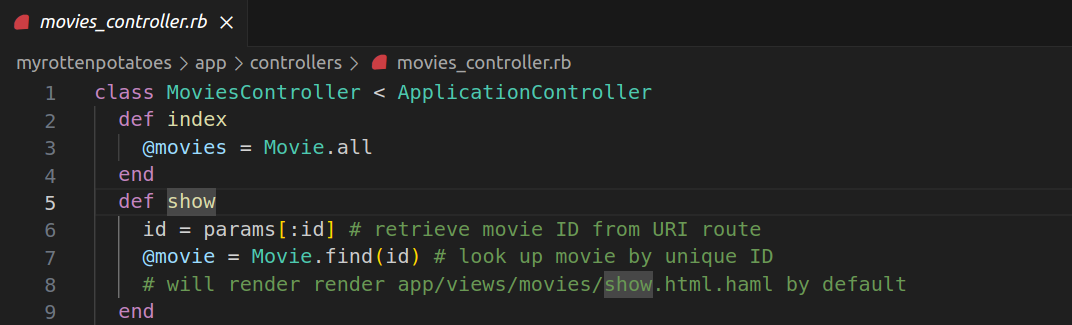 movies_controller.rb ×
myrottenpotatoes > app > controllers > movies_controller.rb
1 class MoviesController < ApplicationController
2   def index
3     @movies = Movie.all
4   end
5   def show
6     id = params[:id] # retrieve movie ID from URI route
7     @movie = Movie.find(id) # look up movie by unique ID
8     # will render render app/views/movies/show.html.haml by default
9   end